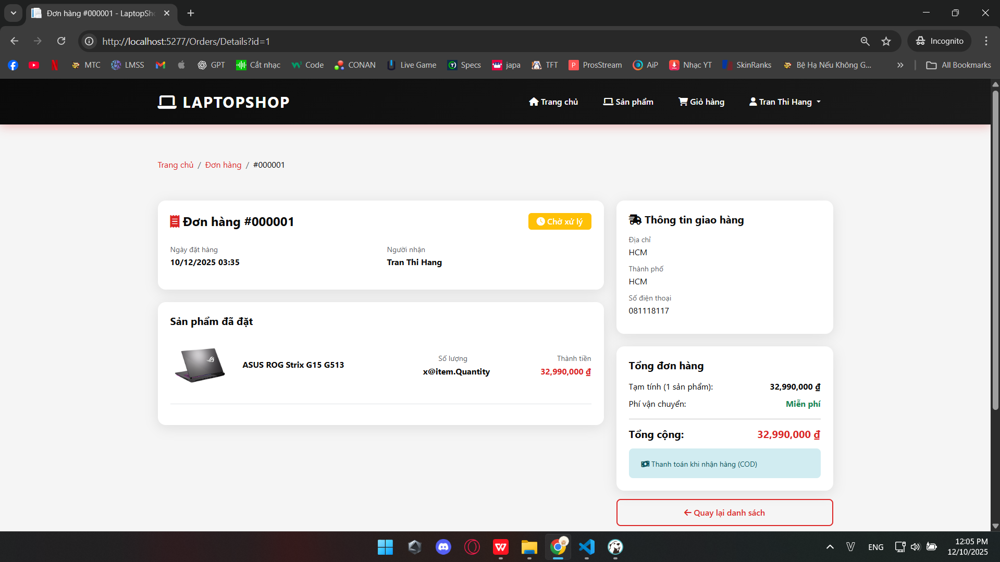 Đơn hàng #000001 - LaptopSho
http://localhost:5277/Orders/Details?id=1
Incognito
MTC
LMSS
GPT
Cắt nhạc
Code
CONAN
Live Game
Specs
japa
TFT
ProsStream
AiP
Nhạc YT
SkinRanks
Bệ Hạ Nếu Không G...
All Bookmarks
LAPTOPSHOP
Trang chủ
Sản phẩm
Giỏ hàng
Tran Thi Hang
Trang chủ / Đơn hàng / #000001
Đơn hàng #000001
Chờ xử lý
Ngày đặt hàng
10/12/2025 03:35
Người nhận
Tran Thi Hang
Sản phẩm đã đặt
ASUS ROG Strix G15 G513
Số lượng
x@item.Quantity
Thành tiền
32,990,000 ₫
Thông tin giao hàng
Địa chỉ
HCM
Thành phố
HCM
Số điện thoại
081118117
Tổng đơn hàng
Tạm tính (1 sản phẩm): 32,990,000 ₫
Phí vận chuyển: Miễn phí
Tổng cộng: 32,990,000 ₫
Thanh toán khi nhận hàng (COD)
Quay lại danh sách
ENG
12:05 PM
12/10/2025